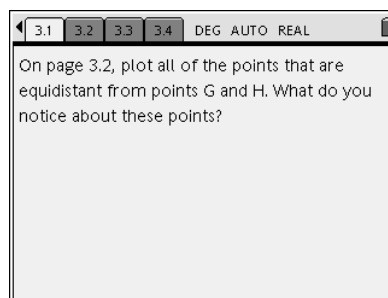 3.1 3.2 3.3 3.4 DEG AUTO REAL
On page 3.2, plot all of the points that are
equidistant from points G and H. What do you
notice about these points?